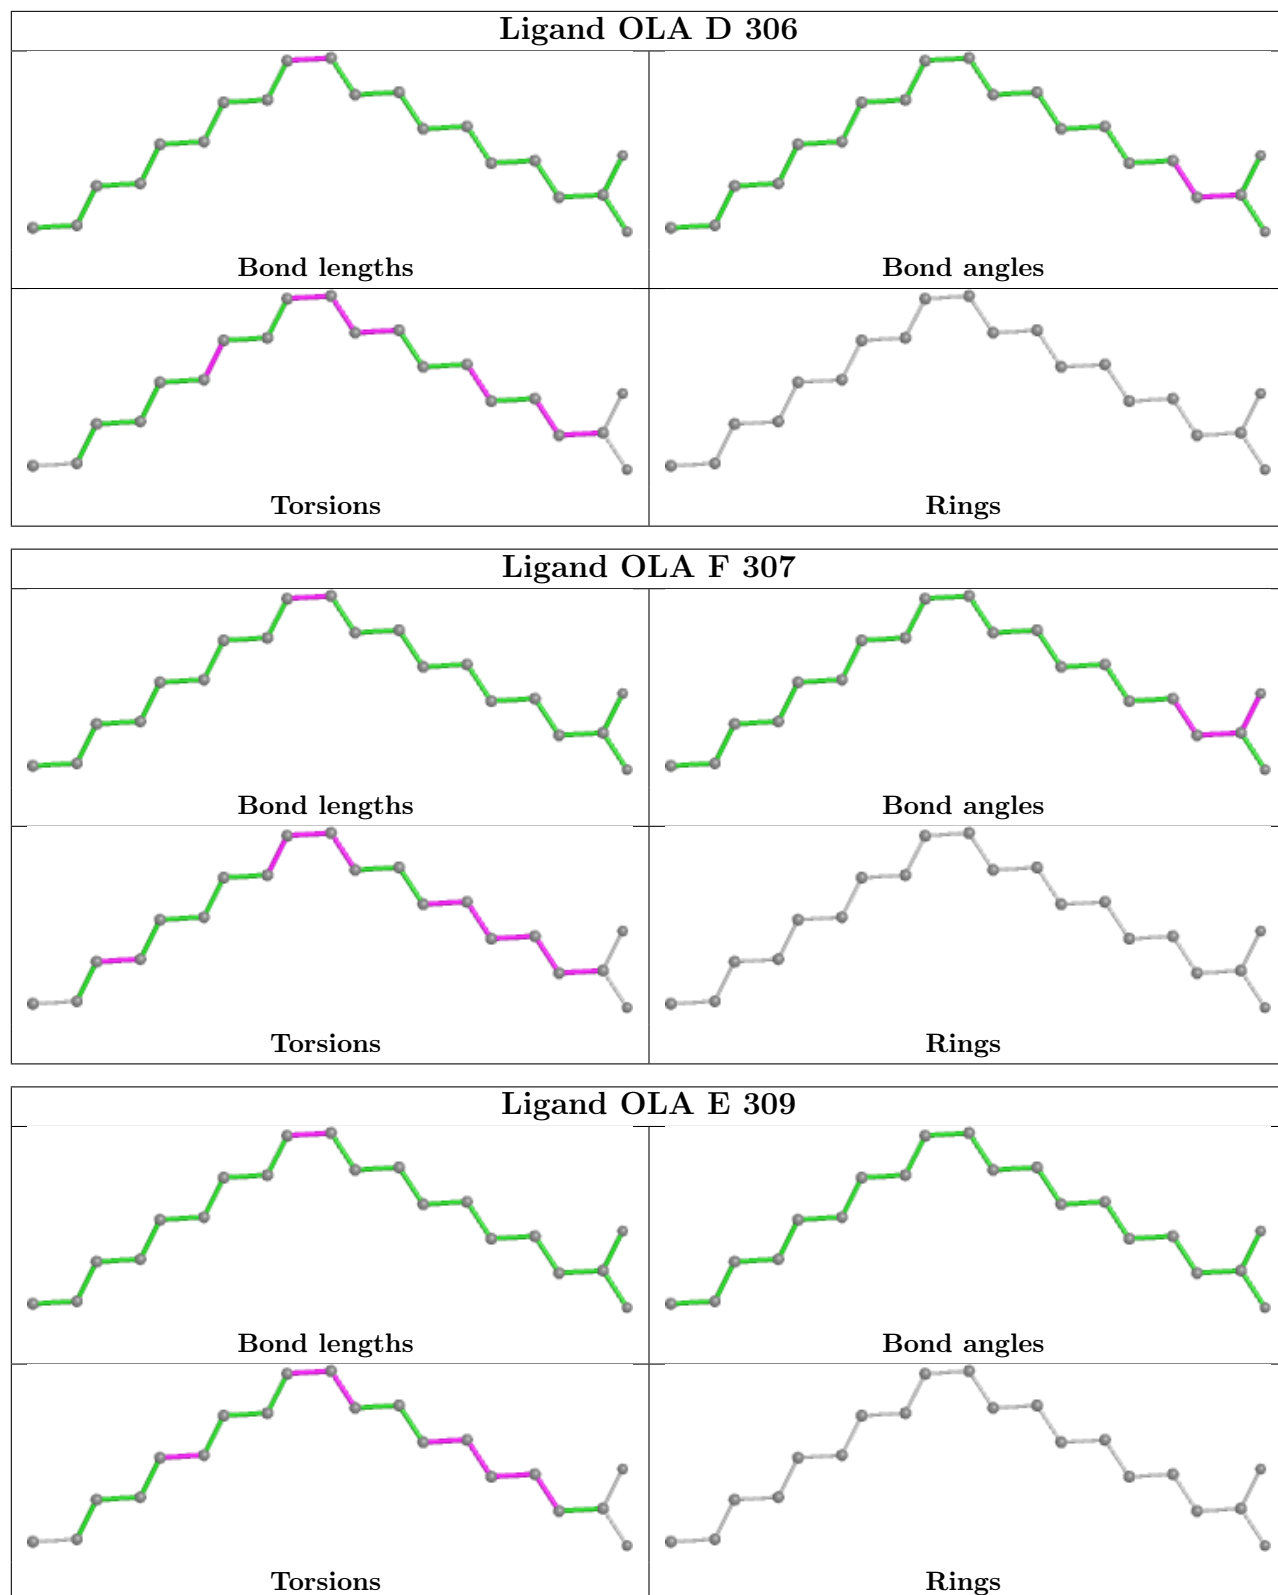 Ligand OLA D 306
Bond lengths
Bond angles
Torsions
Rings
Ligand OLA F 307
Bond lengths
Bond angles
Torsions
Rings
Ligand OLA E 309
Bond lengths
Bond angles
Torsions
Rings